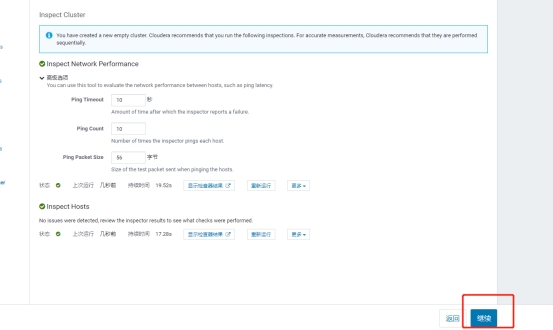 Inspect Cluster
You have created a new empty cluster. Cloudera recommends that you run the following inspections. For accurate measurements, Cloudera recommends that they are performed
sequentially.
Inspect Network Performance
高级选项
You can use this tool to evaluate the network performance between hosts, such as ping latency.
Ping Timeout 10 秒
Amount of time after which the inspector reports a failure.
Ping Count 10
Number of times the inspector pings each host.
Ping Packet Size 56 字节
Size of the test packet sent when pinging the hosts.
状态 上次运行 几秒前 持续时间 19.52s 显示检查器结果 重新运行 更多
Inspect Hosts
No issues were detected, review the inspector results to see what checks were performed.
状态 上次运行 几秒前 持续时间 17.28s 显示检查器结果 重新运行 更多
返回 继续